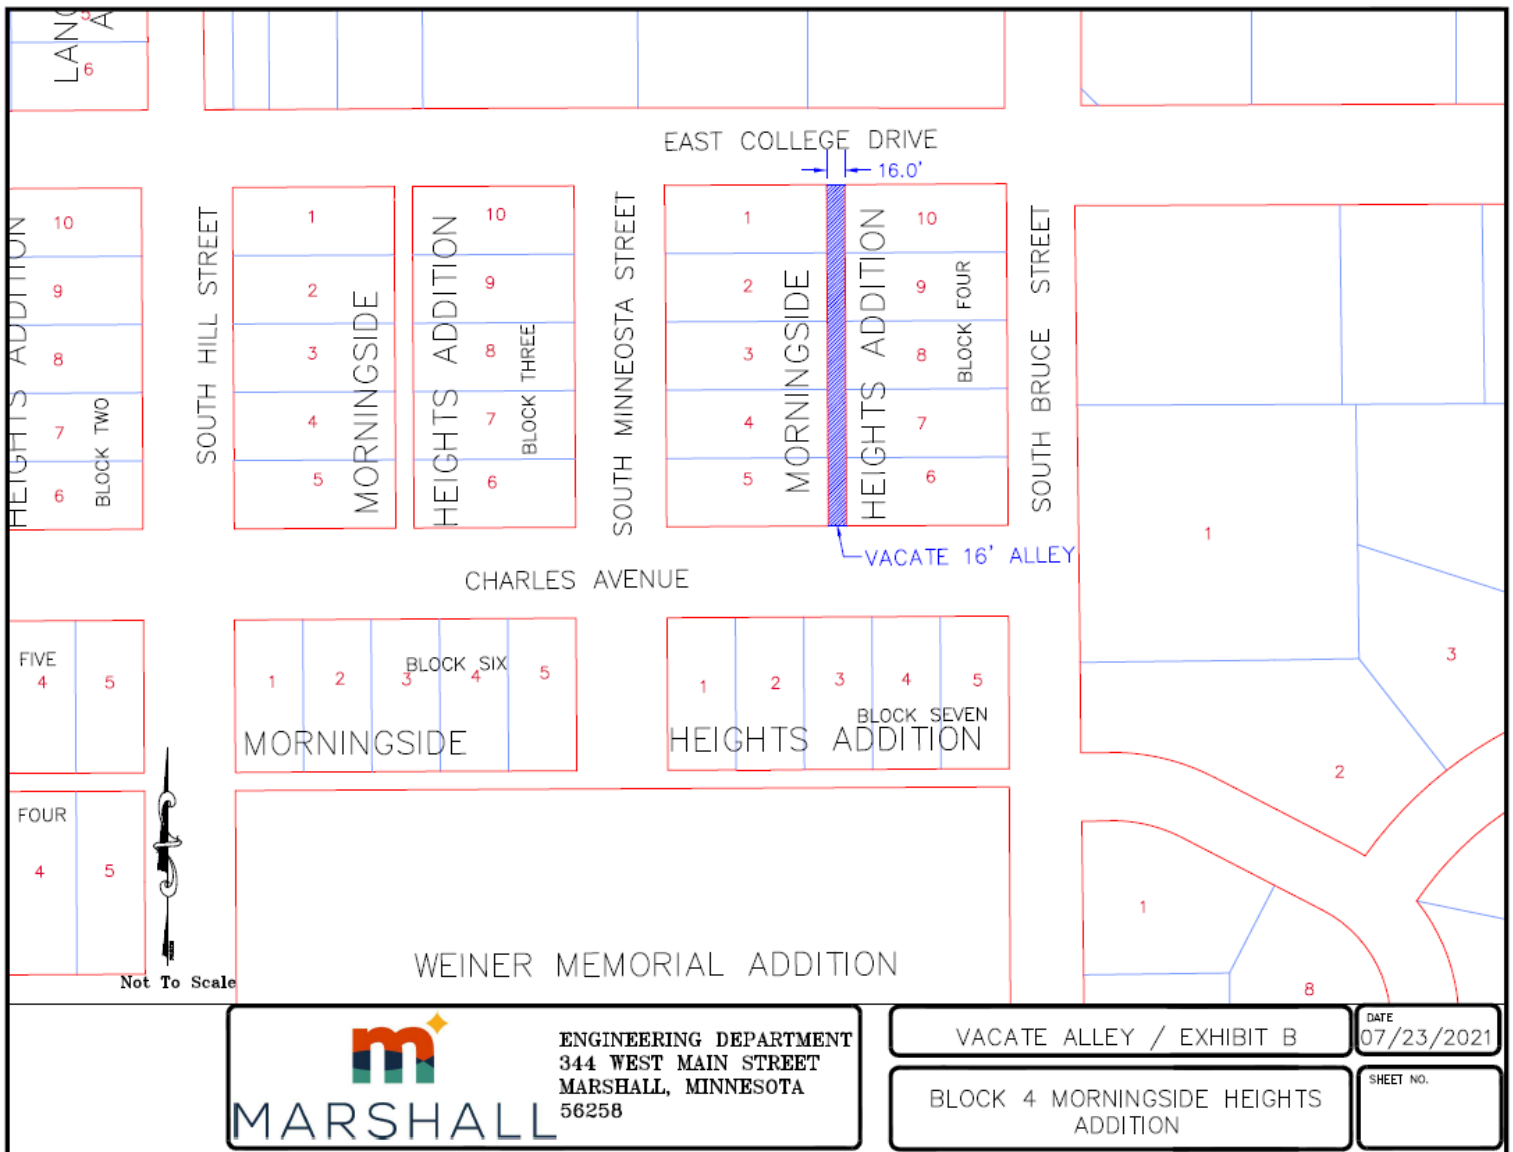 LANG
A
5
6
EAST COLLEGE DRIVE
16.0'
HEIGHTS ADDITION
10
9
8
7
6
BLOCK TWO
SOUTH HILL STREET
1
2
3
4
5
MORNINGSIDE
HEIGHTS ADDITION
10
9
8
7
6
BLOCK THREE
SOUTH MINNEOSTA STREET
1
2
3
4
5
MORNINGSIDE
HEIGHTS ADDITION
10
9
8
7
6
BLOCK FOUR
SOUTH BRUCE STREET
VACATE 16' ALLEY
CHARLES AVENUE
FIVE
4
5
1
2
3
4
5
BLOCK SIX
MORNINGSIDE
1
2
3
4
5
BLOCK SEVEN
HEIGHTS ADDITION
1
3
2
FOUR
4
5
1
8
WEINER MEMORIAL ADDITION
Not To Scale
m
MARSHALL
ENGINEERING DEPARTMENT
344 WEST MAIN STREET
MARSHALL, MINNESOTA
56258
VACATE ALLEY / EXHIBIT B
DATE
07/23/2021
BLOCK 4 MORNINGSIDE HEIGHTS
ADDITION
SHEET NO.